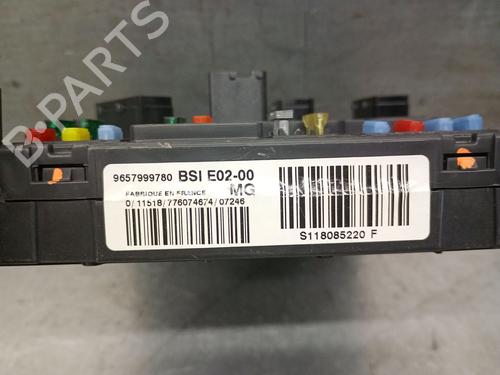 B-PARTS
9657999780 BSI E02-00
FABRIQUE EN FRANCE MG
0/11518/776074674/07246
S118085220 F